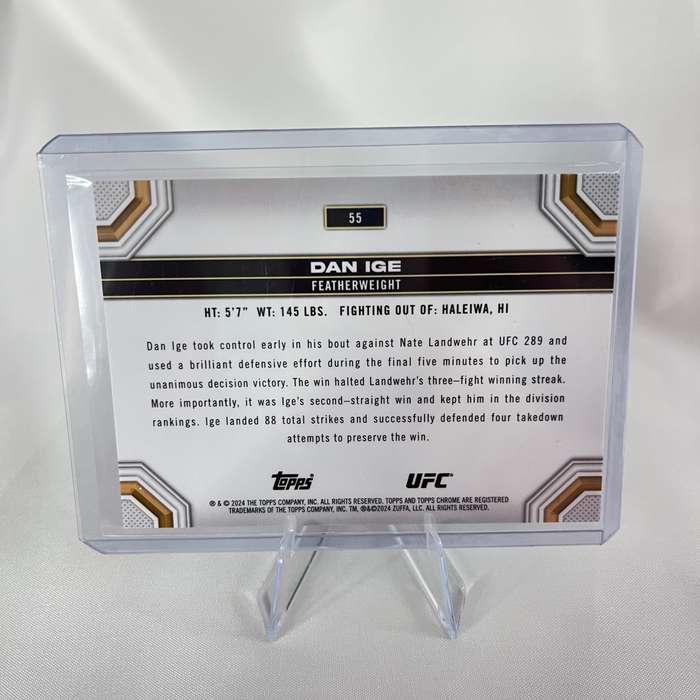 55
DAN IGE
FEATHERWEIGHT
HT: 5'7" WT: 145 LBS. FIGHTING OUT OF: HALEIWA, HI
Dan Ige took control early in his bout against Nate Landwehr at UFC 289 and
used a brilliant defensive effort during the final five minutes to pick up the
unanimous decision victory. The win halted Landwehr's three–fight winning streak.
More importantly, it was Ige's second–straight win and kept him in the division
rankings. Ige landed 88 total strikes and successfully defended four takedown
attempts to preserve the win.
Topps UFC
® & © 2024 THE TOPPS COMPANY, INC. ALL RIGHTS RESERVED. TOPPS AND TOPPS CHROME ARE REGISTERED
TRADEMARKS OF THE TOPPS COMPANY, INC. TM, ®&©2024 ZUFFA, LLC. ALL RIGHTS RESERVED.